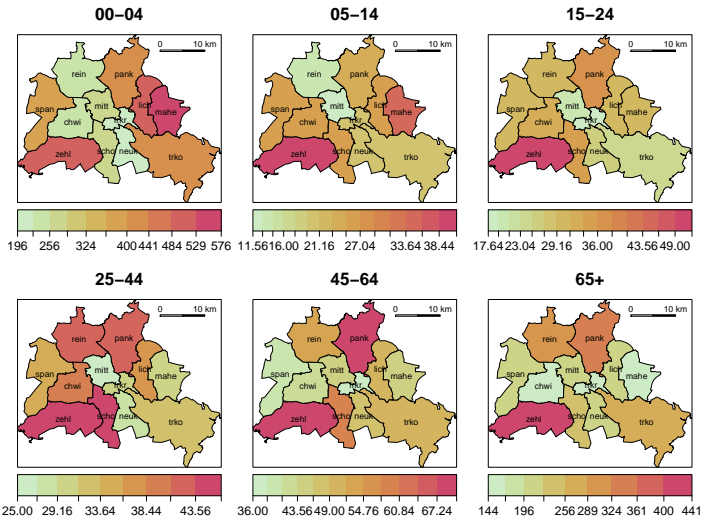 00−04 05−14 15−24
0 10 km 0 10 km 0 10 km
rein pank rein pank rein pank
span mitt lich mahe span mitt lich mahe span mitt lich mahe
chwi frkr chwi frkr chwi frkr
zehl scho neuk trko zehl scho neuk trko zehl scho neuk trko
196 256 324 400 441 484 529 576 11.56 16.00 21.16 27.04 33.64 38.44 17.64 23.04 29.16 36.00 43.56 49.00
25−44 45−64 65+
0 10 km 0 10 km 0 10 km
rein pank rein pank rein pank
span mitt lich mahe span mitt lich mahe span mitt lich mahe
chwi frkr chwi frkr chwi frkr
zehl scho neuk trko zehl scho neuk trko zehl scho neuk trko
25.00 29.16 33.64 38.44 43.56 36.00 43.56 49.00 54.76 60.84 67.24 144 196 256 289 324 361 400 441